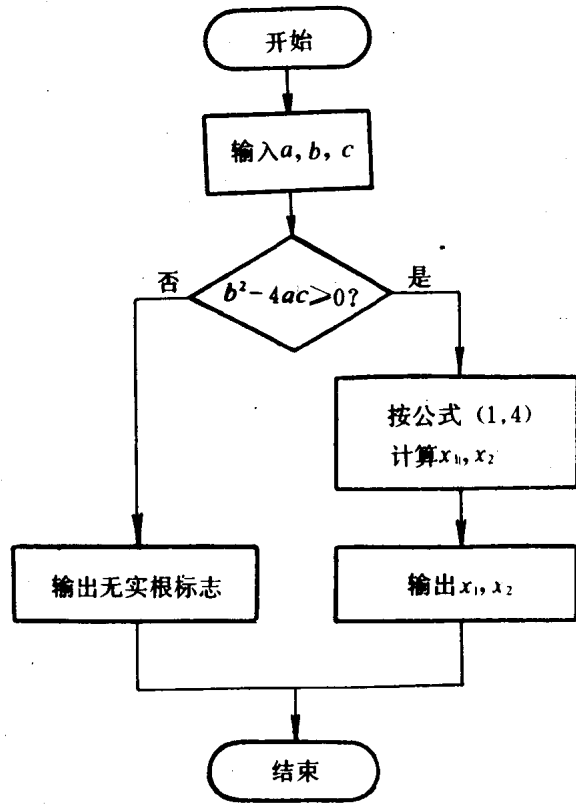 开始
输入a, b, c
b²-4ac≥0?
否
是
按公式 (1,4)
计算x₁, x₂
输出无实根标志
输出x₁, x₂
结束